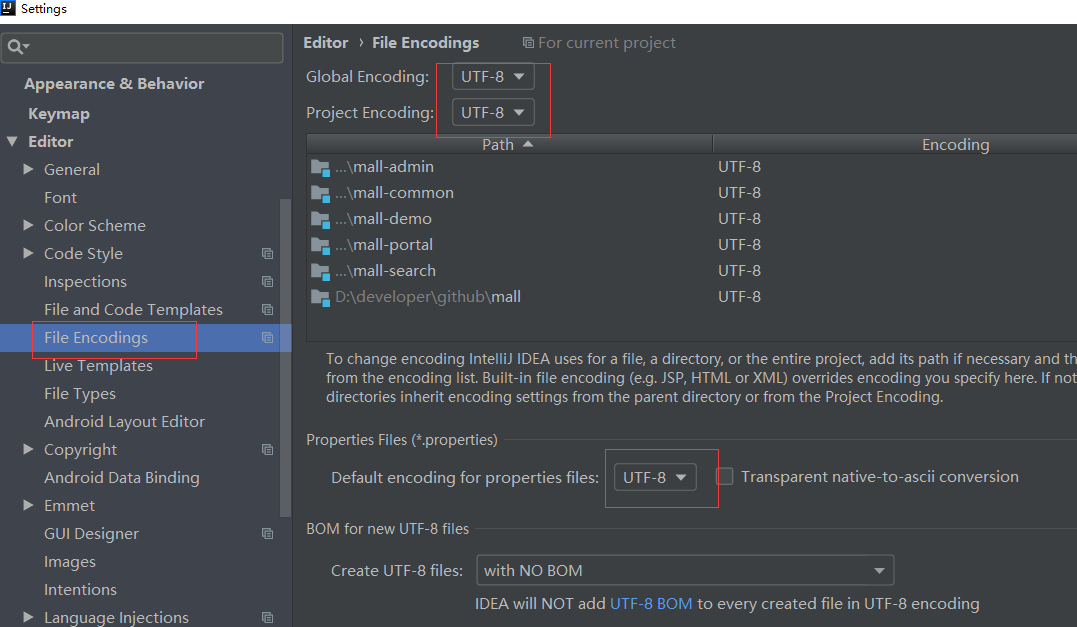 Settings
Appearance & Behavior
Keymap
Editor
General
Font
Color Scheme
Code Style
Inspections
File and Code Templates
File Encodings
Live Templates
File Types
Android Layout Editor
Copyright
Android Data Binding
Emmet
GUI Designer
Images
Intentions
Language Injections
Editor › File Encodings For current project
Global Encoding: UTF-8
Project Encoding: UTF-8
Path Encoding
...\mall-admin UTF-8
...\mall-common UTF-8
...\mall-demo UTF-8
...\mall-portal UTF-8
...\mall-search UTF-8
D:\developer\github\mall UTF-8
To change encoding IntelliJ IDEA uses for a file, a directory, or the entire project, add its path if necessary and th
from the encoding list. Built-in file encoding (e.g. JSP, HTML or XML) overrides encoding you specify here. If not
directories inherit encoding settings from the parent directory or from the Project Encoding.
Properties Files (*.properties)
Default encoding for properties files: UTF-8 Transparent native-to-ascii conversion
BOM for new UTF-8 files
Create UTF-8 files: with NO BOM
IDEA will NOT add UTF-8 BOM to every created file in UTF-8 encoding